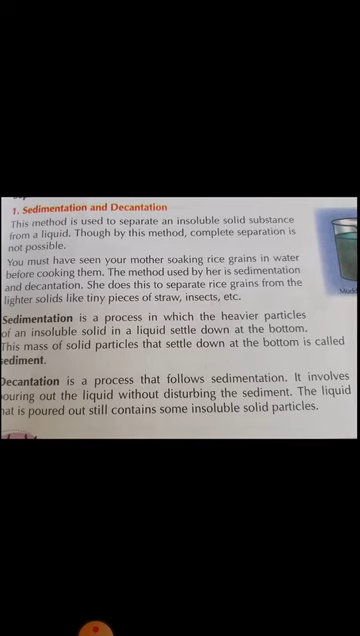 1. Sedimentation and Decantation
This method is used to separate an insoluble solid substance
from a liquid. Though by this method, complete separation is
not possible.
You must have seen your mother soaking rice grains in water
before cooking them. The method used by her is sedimentation
and decantation. She does this to separate rice grains from the
lighter solids like tiny pieces of straw, insects, etc.
Sedimentation is a process in which the heavier particles
of an insoluble solid in a liquid settle down at the bottom.
This mass of solid particles that settle down at the bottom is called
sediment.
Decantation is a process that follows sedimentation. It involves
pouring out the liquid without disturbing the sediment. The liquid
hat is poured out still contains some insoluble solid particles.